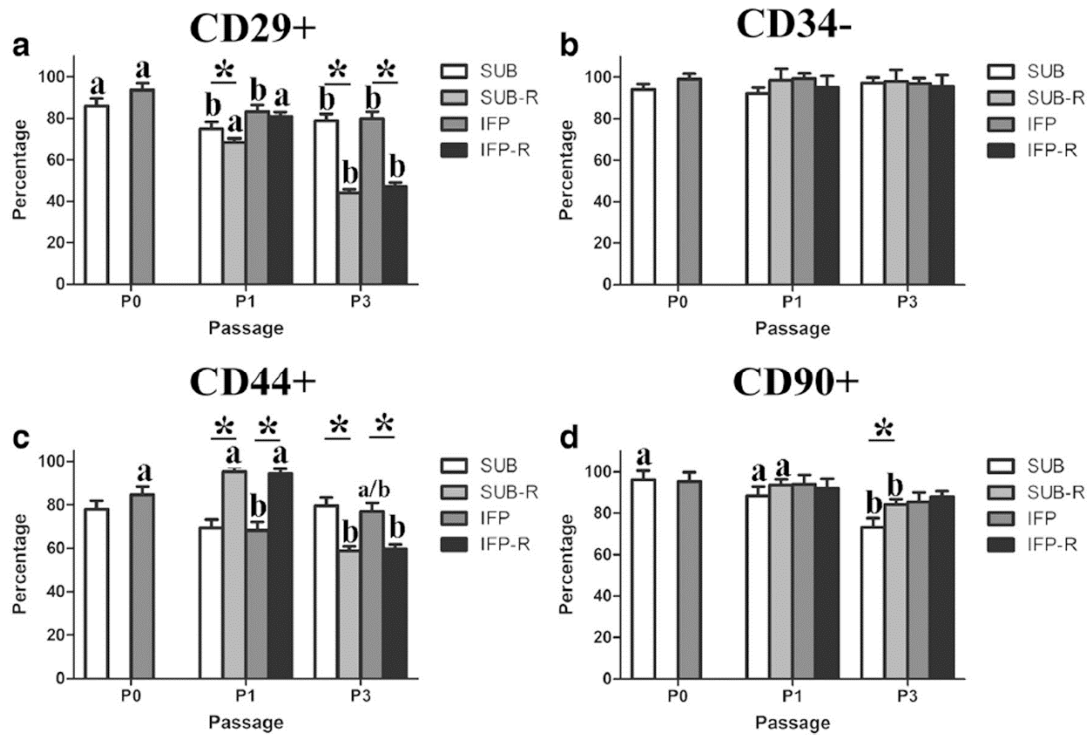 a
CD29+
100
80
60
40
20
0
Percentage
a a b a b a b b b b
* * *
P0 P1 P3
Passage
SUB
SUB-R
IFP
IFP-R
b
CD34-
100
80
60
40
20
0
Percentage
P0 P1 P3
Passage
SUB
SUB-R
IFP
IFP-R
c
CD44+
100
80
60
40
20
0
Percentage
* * * *
a a b a b a/b b
P0 P1 P3
Passage
SUB
SUB-R
IFP
IFP-R
d
CD90+
100
80
60
40
20
0
Percentage
*
a a a b b
P0 P1 P3
Passage
SUB
SUB-R
IFP
IFP-R